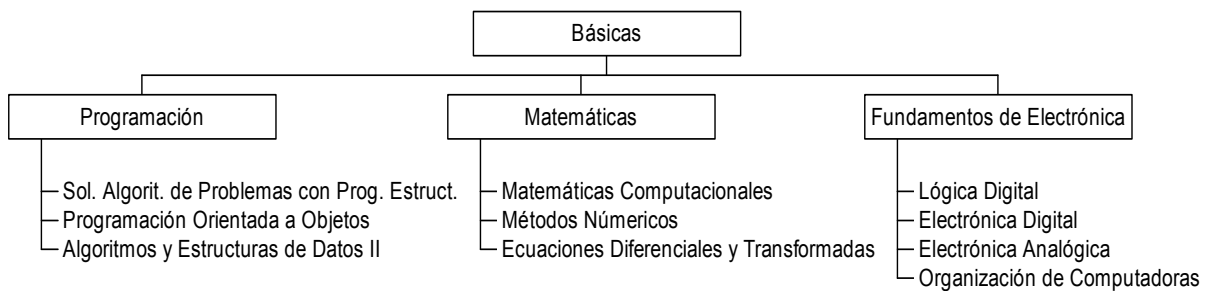 Básicas
Programación
Sol. Algorit. de Problemas con Prog. Estruct.
Programación Orientada a Objetos
Algoritmos y Estructuras de Datos II
Matemáticas
Matemáticas Computacionales
Métodos Númericos
Ecuaciones Diferenciales y Transformadas
Fundamentos de Electrónica
Lógica Digital
Electrónica Digital
Electrónica Analógica
Organización de Computadoras